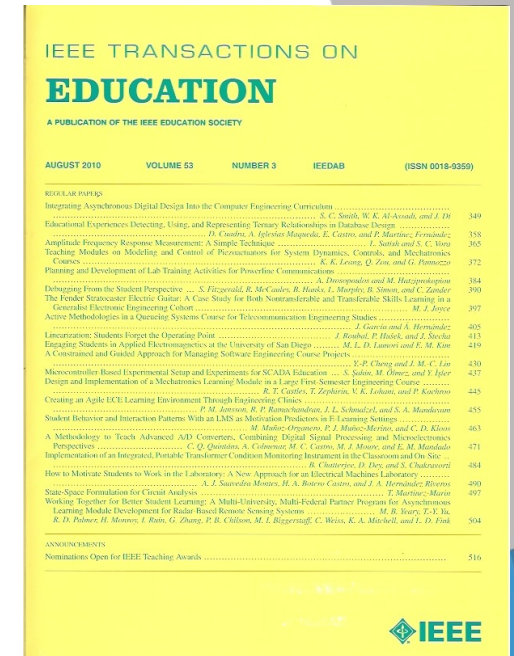 IEEE TRANSACTIONS ON
EDUCATION
A PUBLICATION OF THE IEEE EDUCATION SOCIETY
AUGUST 2010 VOLUME 53 NUMBER 3 IEEDAB (ISSN 0018-9359)
REGULAR PAPERS
Integrating Asynchronous Digital Design Into the Computer Engineering Curriculum
S. C. Smith, W. K. Al-Assadi, and J. Di 349
Educational Experiences Detecting, Using, and Representing Ternary Relationships in Database Design
D. Cuadra, A. Iglesias Maqueda, E. Castro, and P. Martínez Fernández 358
Amplitude Frequency Response Measurement: A Simple Technique L. Satish and S. C. Vora 365
Teaching Modules on Modeling and Control of Piezoactuators for System Dynamics, Controls, and Mechatronics
Courses K. K. Leang, Q. Zou, and G. Pannozzo 372
Planning and Development of Lab Training Activities for Powerline Communications
A. Drosopoulos and M. Hatziprokopiou 384
Debugging From the Student Perspective S. Fitzgerald, R. McCauley, B. Hanks, L. Murphy, B. Simon, and C. Zander 390
The Fender Stratocaster Electric Guitar: A Case Study for Both Nontransferable and Transferable Skills Learning in a
Generalist Electronic Engineering Cohort M. J. Joyce 397
Active Methodologies in a Queueing Systems Course for Telecommunication Engineering Studies
J. García and A. Hernández 405
Linearization: Students Forget the Operating Point J. Roubal, P. Hušek, and J. Štecha 413
Engaging Students in Applied Electromagnetics at the University of San Diego M. L. D. Lumori and E. M. Kim 419
A Constrained and Guided Approach for Managing Software Engineering Course Projects
Y.-P. Cheng and J. M. C. Lin 430
Microcontroller-Based Experimental Setup and Experiments for SCADA Education S. Şahin, M. Ölmez, and Y. İşler 437
Design and Implementation of a Mechatronics Learning Module in a Large First-Semester Engineering Course
R. T. Castles, T. Zephirin, V. K. Lohani, and P. Kachroo 445
Creating an Agile ECE Learning Environment Through Engineering Clinics
P. M. Jansson, R. P. Ramachandran, J. L. Schmalzel, and S. A. Mandayam 455
Student Behavior and Interaction Patterns With an LMS as Motivation Predictors in E-Learning Settings
M. Muñoz-Organero, P. J. Muñoz-Merino, and C. D. Kloos 463
A Methodology to Teach Advanced A/D Converters, Combining Digital Signal Processing and Microelectronics
Perspectives C. Q. Quintáns, A. Colmenar, M. C. Castro, M. J. Moure, and E. M. Mandado 471
Implementation of an Integrated, Portable Transformer Condition Monitoring Instrument in the Classroom and On-Site
B. Chatterjee, D. Dey, and S. Chakravorti 484
How to Motivate Students to Work in the Laboratory: A New Approach for an Electrical Machines Laboratory
A. J. Saavedra Montes, H. A. Botero Castro, and J. A. Hernández Riveros 490
State-Space Formulation for Circuit Analysis T. Martínez-Marín 497
Working Together for Better Student Learning: A Multi-University, Multi-Federal Partner Program for Asynchronous
Learning Module Development for Radar-Based Remote Sensing Systems M. B. Yeary, T.-Y. Yu,
R. D. Palmer, H. Monroy, I. Ruin, G. Zhang, P. B. Chilson, M. I. Biggerstaff, C. Weiss, K. A. Mitchell, and L. D. Fink 504
ANNOUNCEMENTS
Nominations Open for IEEE Teaching Awards 516
IEEE